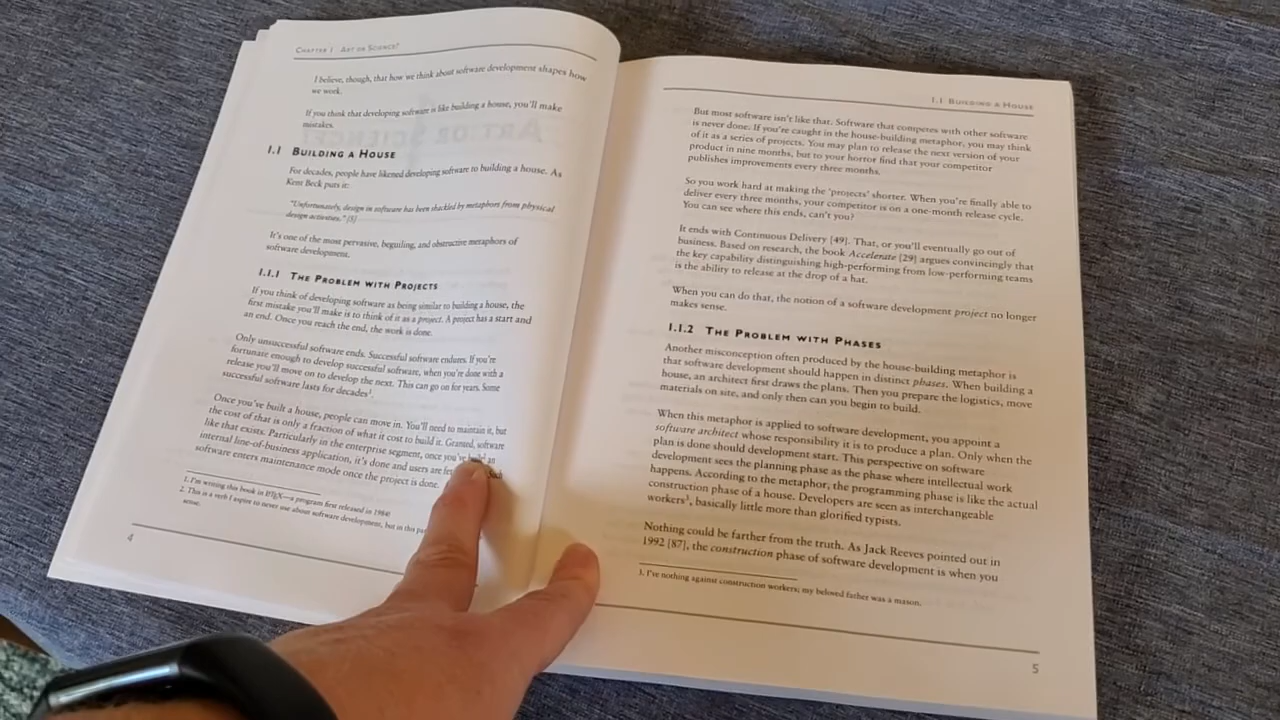 CHAPTER 1 ART OR SCIENCE?
I believe, though, that how we think about software development shapes how
we work.
If you think that developing software is like building a house, you'll make
mistakes.
1.1 BUILDING A HOUSE
For decades, people have likened developing software to building a house. As
Kent Beck puts it:
"Unfortunately, design in software has been shackled by metaphors from physical
design activities." [5]
It's one of the most pervasive, beguiling, and obstructive metaphors of
software development.
1.1.1 THE PROBLEM WITH PROJECTS
If you think of developing software as being similar to building a house, the
first mistake you'll make is to think of it as a project. A project has a start and
an end. Once you reach the end, the work is done.
Only unsuccessful software ends. Successful software endures. If you're
fortunate enough to develop successful software, when you're done with a
release you'll move on to develop the next. This can go on for years. Some
successful software lasts for decades¹.
Once you've built a house, people can move in. You'll need to maintain it, but
the cost of that is only a fraction of what it cost to build it. Granted, software
like that exists. Particularly in the enterprise segment, once you've an
internal line-of-business application, it's done and users are Such
software enters maintenance mode once the project is done.
1. I'm writing this book in LATEX—a program first released in 1984!
2. This is a verb I aspire to never use about software development, but in this
sense.
4
1.1 BUILDING A HOUSE
But most software isn't like that. Software that competes with other software
is never done. If you're caught in the house-building metaphor, you may think
of it as a series of projects. You may plan to release the next version of your
product in nine months, but to your horror find that your competitor
publishes improvements every three months.
So you work hard at making the 'projects' shorter. When you're finally able to
deliver every three months, your competitor is on a one-month release cycle.
You can see where this ends, can't you?
It ends with Continuous Delivery [49]. That, or you'll eventually go out of
business. Based on research, the book Accelerate [29] argues convincingly that
the key capability distinguishing high-performing from low-performing teams
is the ability to release at the drop of a hat.
When you can do that, the notion of a software development project no longer
makes sense.
1.1.2 THE PROBLEM WITH PHASES
Another misconception often produced by the house-building metaphor is
that software development should happen in distinct phases. When building a
house, an architect first draws the plans. Then you prepare the logistics, move
materials on site, and only then can you begin to build.
When this metaphor is applied to software development, you appoint a
software architect whose responsibility it is to produce a plan. Only when the
plan is done should development start. This perspective on software
development sees the planning phase as the phase where intellectual work
happens. According to the metaphor, the programming phase is like the actual
construction phase of a house. Developers are seen as interchangeable
workers³, basically little more than glorified typists.
Nothing could be farther from the truth. As Jack Reeves pointed out in
1992 [87], the construction phase of software development is when you
3. I've nothing against construction workers; my beloved father was a mason.
5